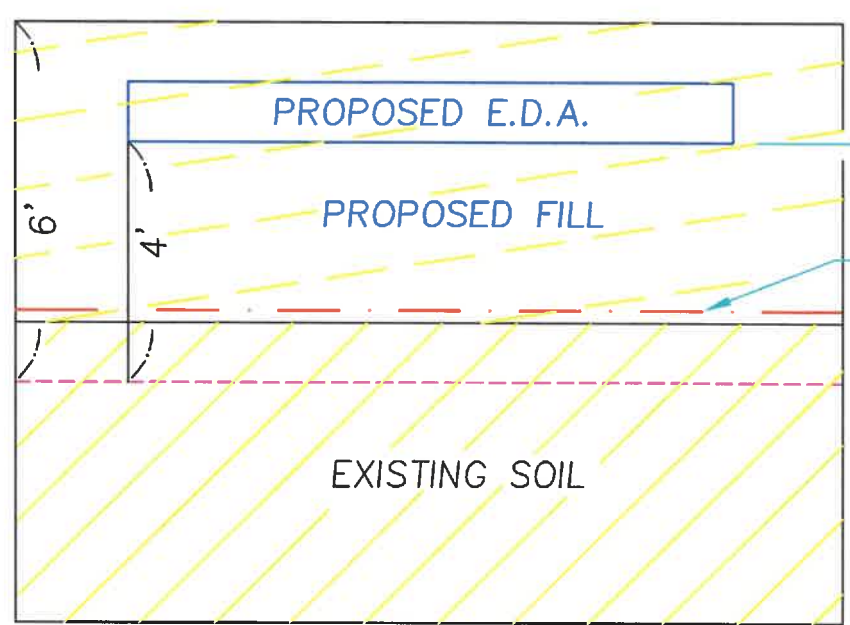 PROPOSED E.D.A.
PROPOSED FILL
6'
4'
EXISTING SOIL